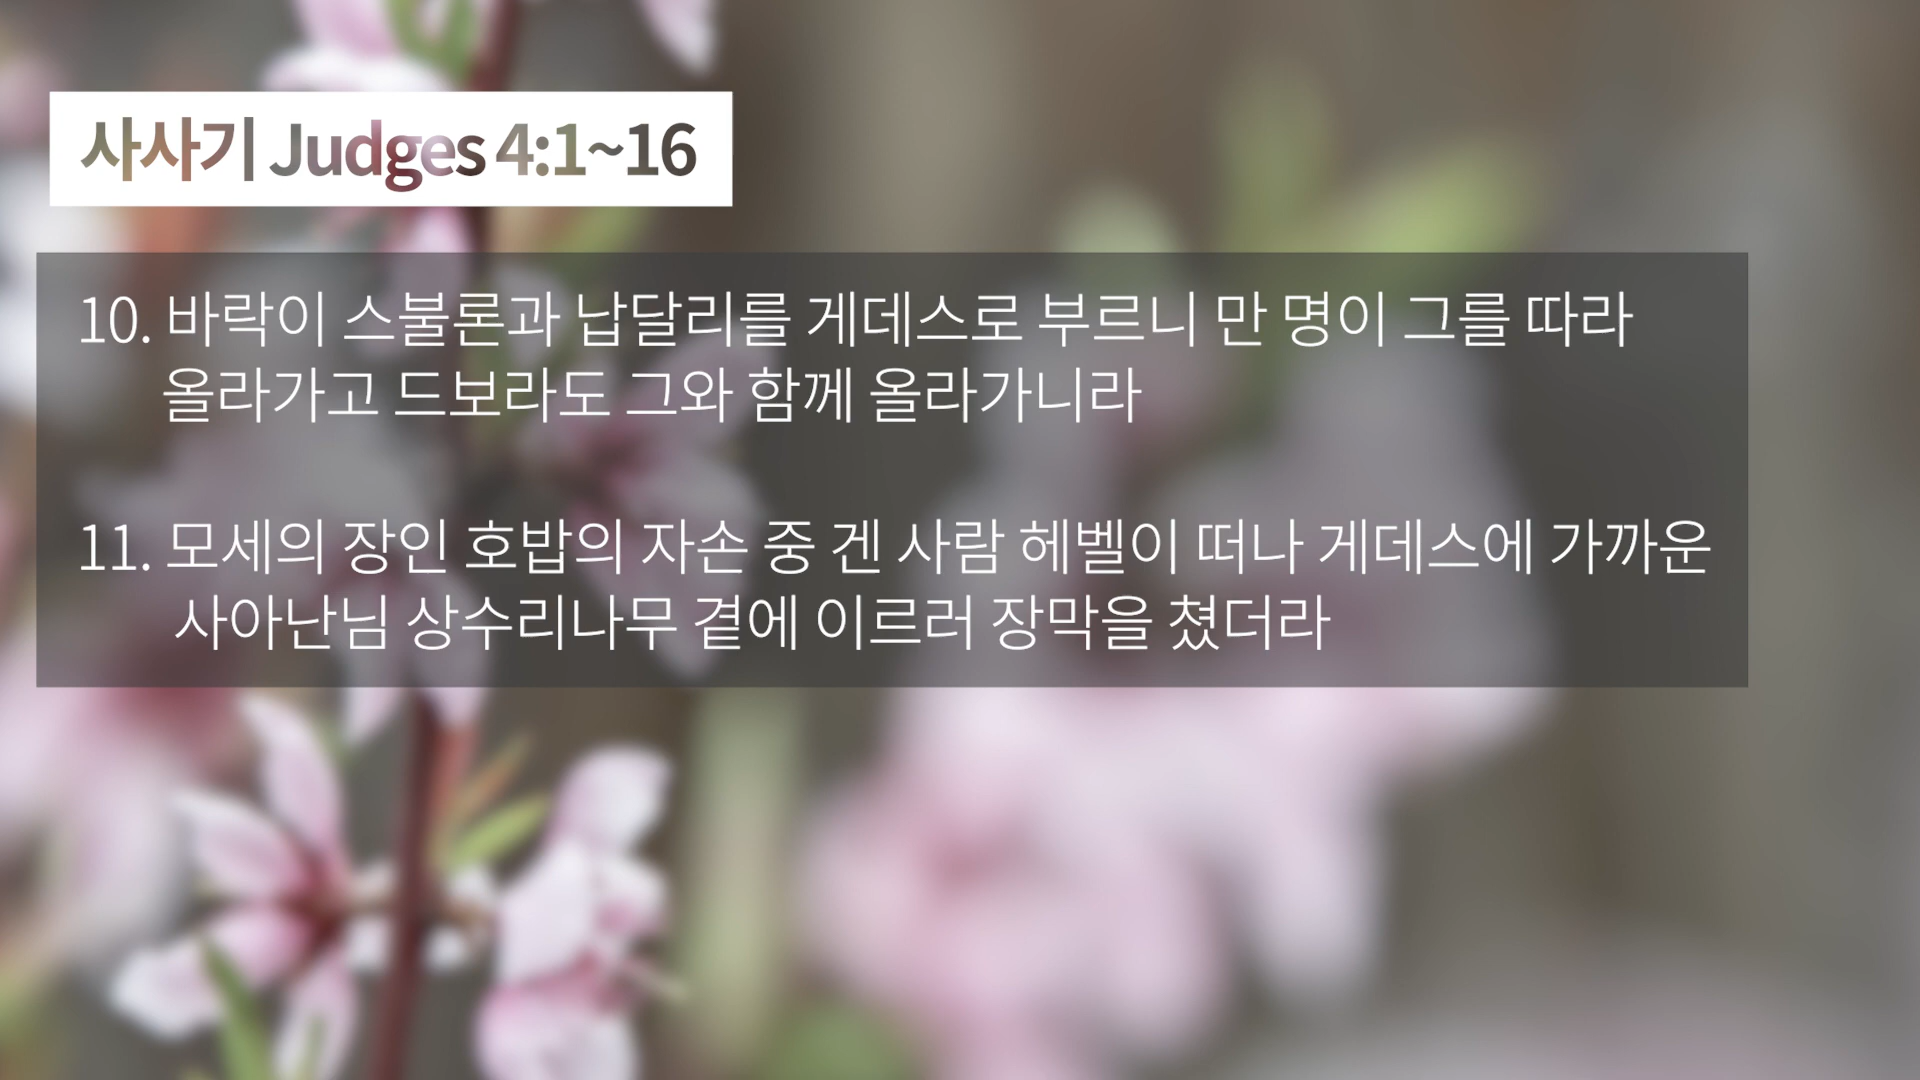 사사기 Judges 4:1~16
10. 바락이 스불론과 납달리를 게데스로 부르니 만 명이 그를 따라
올라가고 드보라도 그와 함께 올라가니라
11. 모세의 장인 호밥의 자손 중 겐 사람 헤벨이 떠나 게데스에 가까운
사아난님 상수리나무 곁에 이르러 장막을 쳤더라